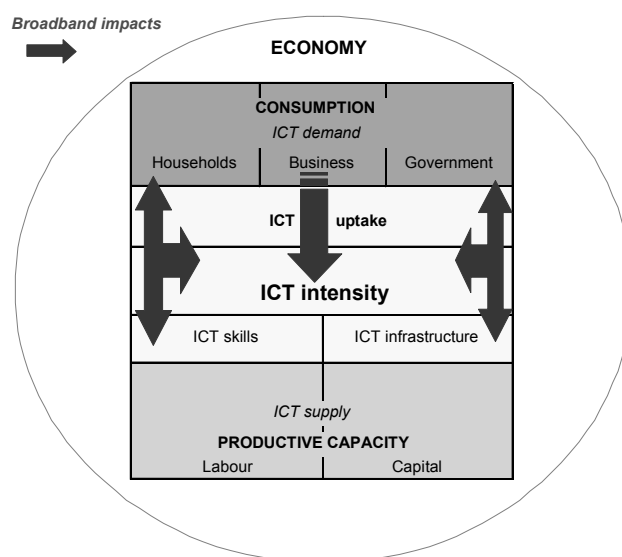 Broadband impacts
ECONOMY
CONSUMPTION
ICT demand
Households Business Government
ICT uptake
ICT intensity
ICT skills ICT infrastructure
ICT supply
PRODUCTIVE CAPACITY
Labour Capital